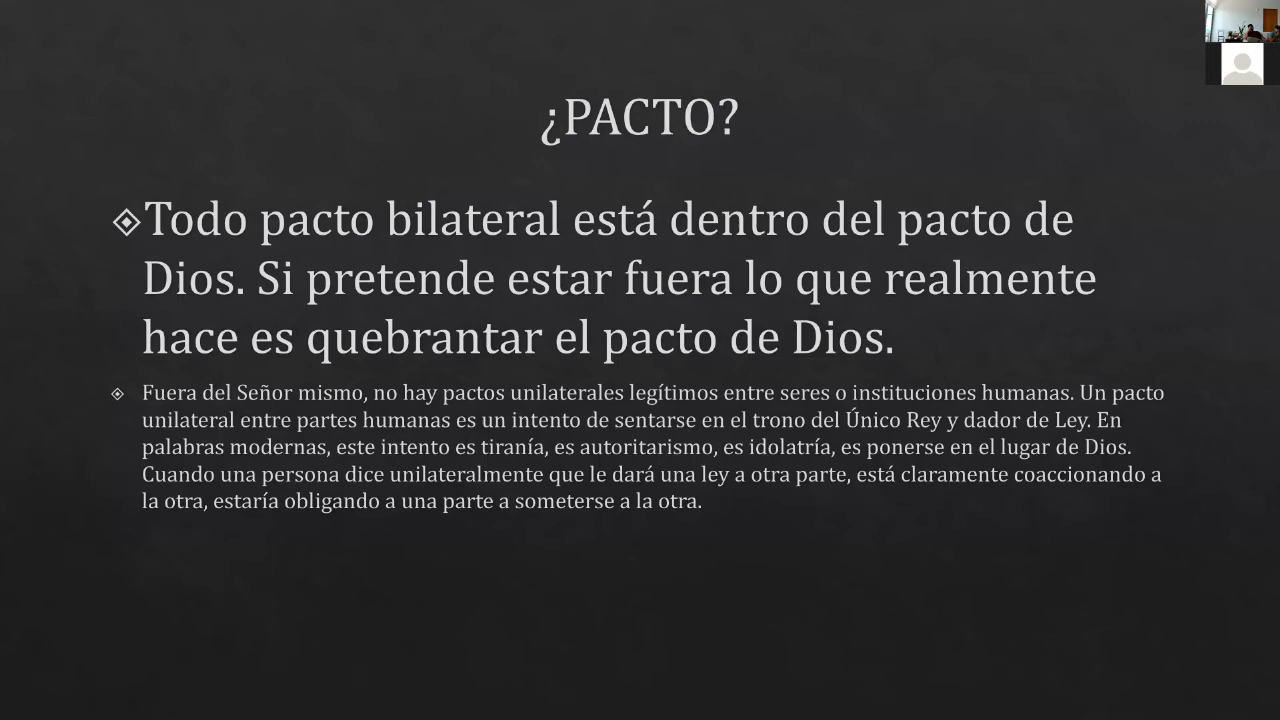 ¿PACTO?
Todo pacto bilateral está dentro del pacto de
Dios. Si pretende estar fuera lo que realmente
hace es quebrantar el pacto de Dios.
Fuera del Señor mismo, no hay pactos unilaterales legítimos entre seres o instituciones humanas. Un pacto
unilateral entre partes humanas es un intento de sentarse en el trono del Único Rey y dador de Ley. En
palabras modernas, este intento es tiranía, es autoritarismo, es idolatría, es ponerse en el lugar de Dios.
Cuando una persona dice unilateralmente que le dará una ley a otra parte, está claramente coaccionando a
la otra, estaría obligando a una parte a someterse a la otra.